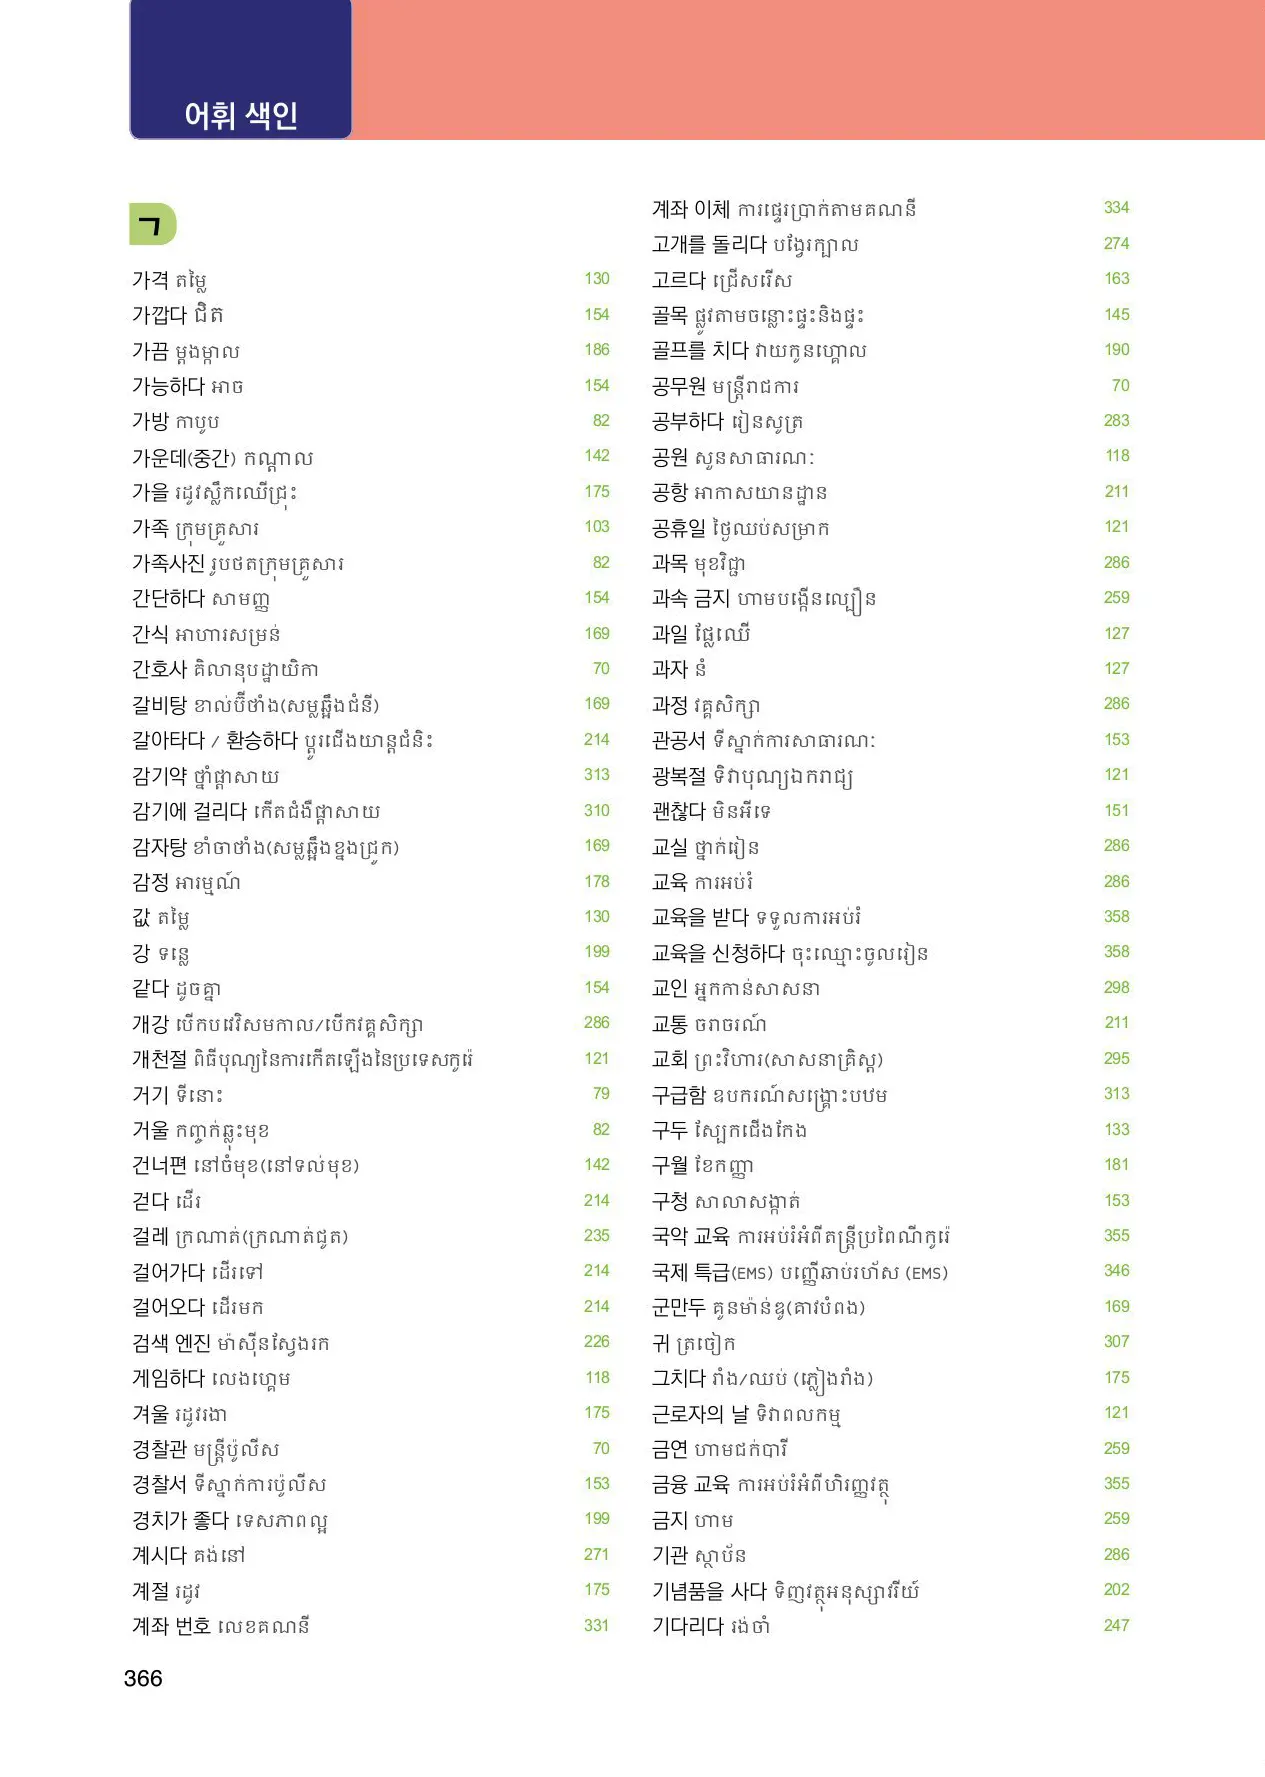 어휘 색인
ㄱ
가격 តម្លៃ 130
가깝다 ជិត 154
가끔 ម្តងម្កាល 186
가능하다 អាច 154
가방 កាបូប 82
가운데(중간) កណ្តាល 142
가을 រដូវស្លឹកឈើជ្រុះ 175
가족 ក្រុមគ្រួសារ 103
가족사진 រូបថតក្រុមគ្រួសារ 82
간단하다 សាមញ្ញ 154
간식 អាហារសម្រន់ 169
간호사 គិលានុបដ្ឋាយិកា 70
갈비탕 ខាល់ប៊ីថាំង(សម្លឆ្អឹងជំនី) 169
갈아타다 / 환승하다 ប្តូរជើងយាន្តជំនិះ 214
감기약 ថ្នាំផ្តាសាយ 313
감기에 걸리다 កើតជំងឺផ្តាសាយ 310
감자탕 ខាំចាថាំង(សម្លឆ្អឹងខ្នងជ្រូក) 169
감정 អារម្មណ៍ 178
값 តម្លៃ 130
강 ទន្លេ 199
같다 ដូចគ្នា 154
개강 បើកបវេវិសមកាល/បើកវគ្គសិក្សា 286
개천절 ពិធីបុណ្យនៃការកើតឡើងនៃប្រទេសកូរ៉េ 121
거기 ទីនោះ 79
거울 កញ្ចក់ឆ្លុះមុខ 82
건너편 នៅចំមុខ(នៅទល់មុខ) 142
걷다 ដើរ 214
걸레 ក្រណាត់(ក្រណាត់ជូត) 235
걸어가다 ដើរទៅ 214
걸어오다 ដើរមក 214
검색 엔진 ម៉ាស៊ីនស្វែងរក 226
게임하다 លេងហ្គេម 118
겨울 រដូវរងា 175
경찰관 មន្ត្រីប៉ូលីស 70
경찰서 ទីស្នាក់ការប៉ូលីស 153
경치가 좋다 ទេសភាពល្អ 199
계시다 គង់នៅ 271
계절 រដូវ 175
계좌 번호 លេខគណនី 331
계좌 이체 ការផ្ទេរប្រាក់តាមគណនី 334
고개를 돌리다 បង្វែរក្បាល 274
고르다 ជ្រើសរើស 163
골목 ផ្លូវតាមចន្លោះផ្ទះនិងផ្ទះ 145
골프를 치다 វាយកូនហ្គោល 190
공무원 មន្ត្រីរាជការ 70
공부하다 រៀនសូត្រ 283
공원 សួនសាធារណៈ 118
공항 អាកាសយានដ្ឋាន 211
공휴일 ថ្ងៃឈប់សម្រាក 121
과목 មុខវិជ្ជា 286
과속 금지 ហាមបង្កើនល្បឿន 259
과일 ផ្លែឈើ 127
과자 នំ 127
과정 វគ្គសិក្សា 286
관공서 ទីស្នាក់ការសាធារណៈ 153
광복절 ទិវាបុណ្យឯករាជ្យ 121
괜찮다 មិនអីទេ 151
교실 ថ្នាក់រៀន 286
교육 ការអប់រំ 286
교육을 받다 ទទួលការអប់រំ 358
교육을 신청하다 ចុះឈ្មោះចូលរៀន 358
교인 អ្នកកាន់សាសនា 298
교통 ចរាចរណ៍ 211
교회 ព្រះវិហារ(សាសនាគ្រិស្ត) 295
구급함 ឧបករណ៍សង្គ្រោះបឋម 313
구두 ស្បែកជើងកែង 133
구월 ខែកញ្ញា 181
구청 សាលាសង្កាត់ 153
국악 교육 ការអប់រំអំពីតន្ត្រីប្រពៃណីកូរ៉េ 355
국제 특급(EMS) បញ្ញើឆាប់រហ័ស (EMS) 346
군만두 គូនម៉ាន់ឌូ(គាវបំពង) 169
귀 ត្រចៀក 307
그치다 រាំង/ឈប់ (ភ្លៀងរាំង) 175
근로자의 날 ទិវាពលកម្ម 121
금연 ហាមជក់បារី 259
금융 교육 ការអប់រំអំពីហិរញ្ញវត្ថុ 355
금지 ហាម 259
기관 ស្ថាប័ន 286
기념품을 사다 ទិញវត្ថុអនុស្សាវរីយ៍ 202
기다리다 រង់ចាំ 247
366